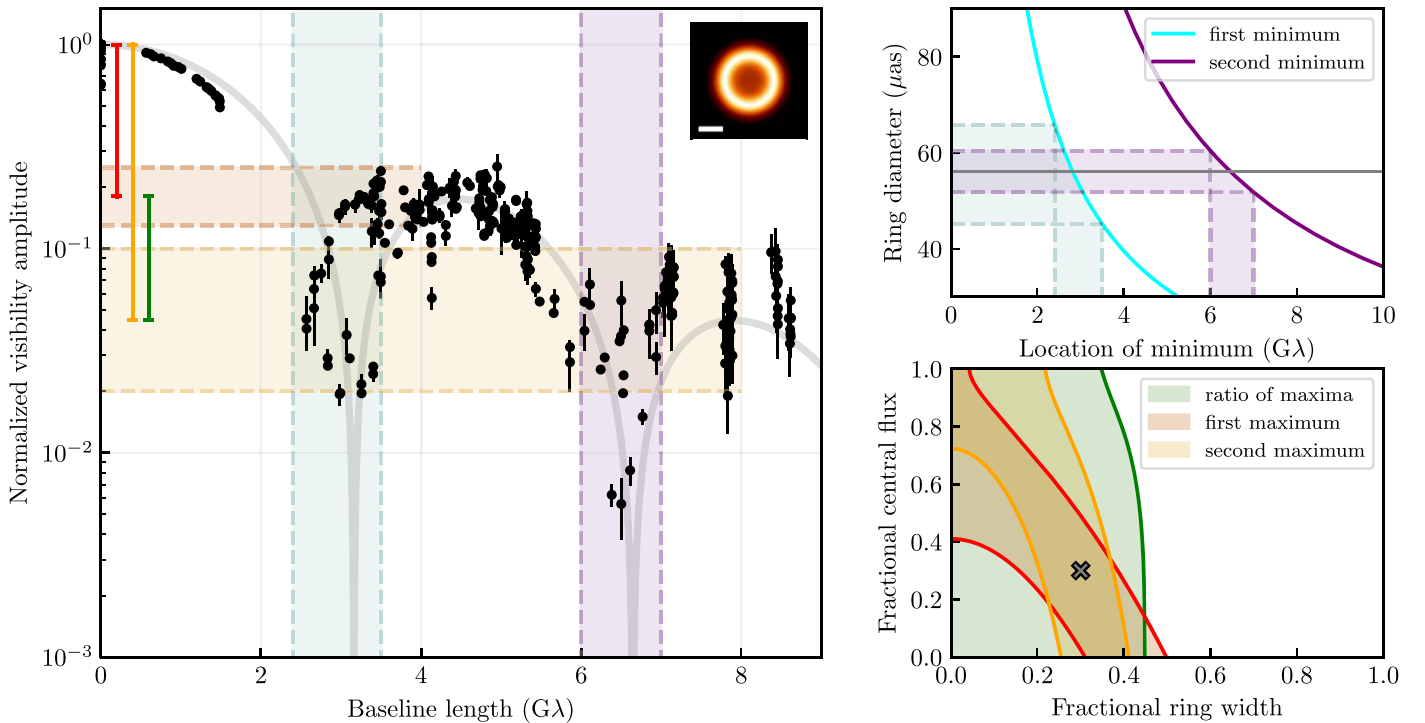 Normalized visibility amplitude
10⁰
10⁻¹
10⁻²
10⁻³
0 2 4 6 8
Baseline length (Gλ)
Ring diameter (μas)
80
60
40
first minimum
second minimum
0 2 4 6 8 10
Location of minimum (Gλ)
Fractional central flux
1.0
0.8
0.6
0.4
0.2
0.0
ratio of maxima
first maximum
second maximum
0.0 0.2 0.4 0.6 0.8 1.0
Fractional ring width